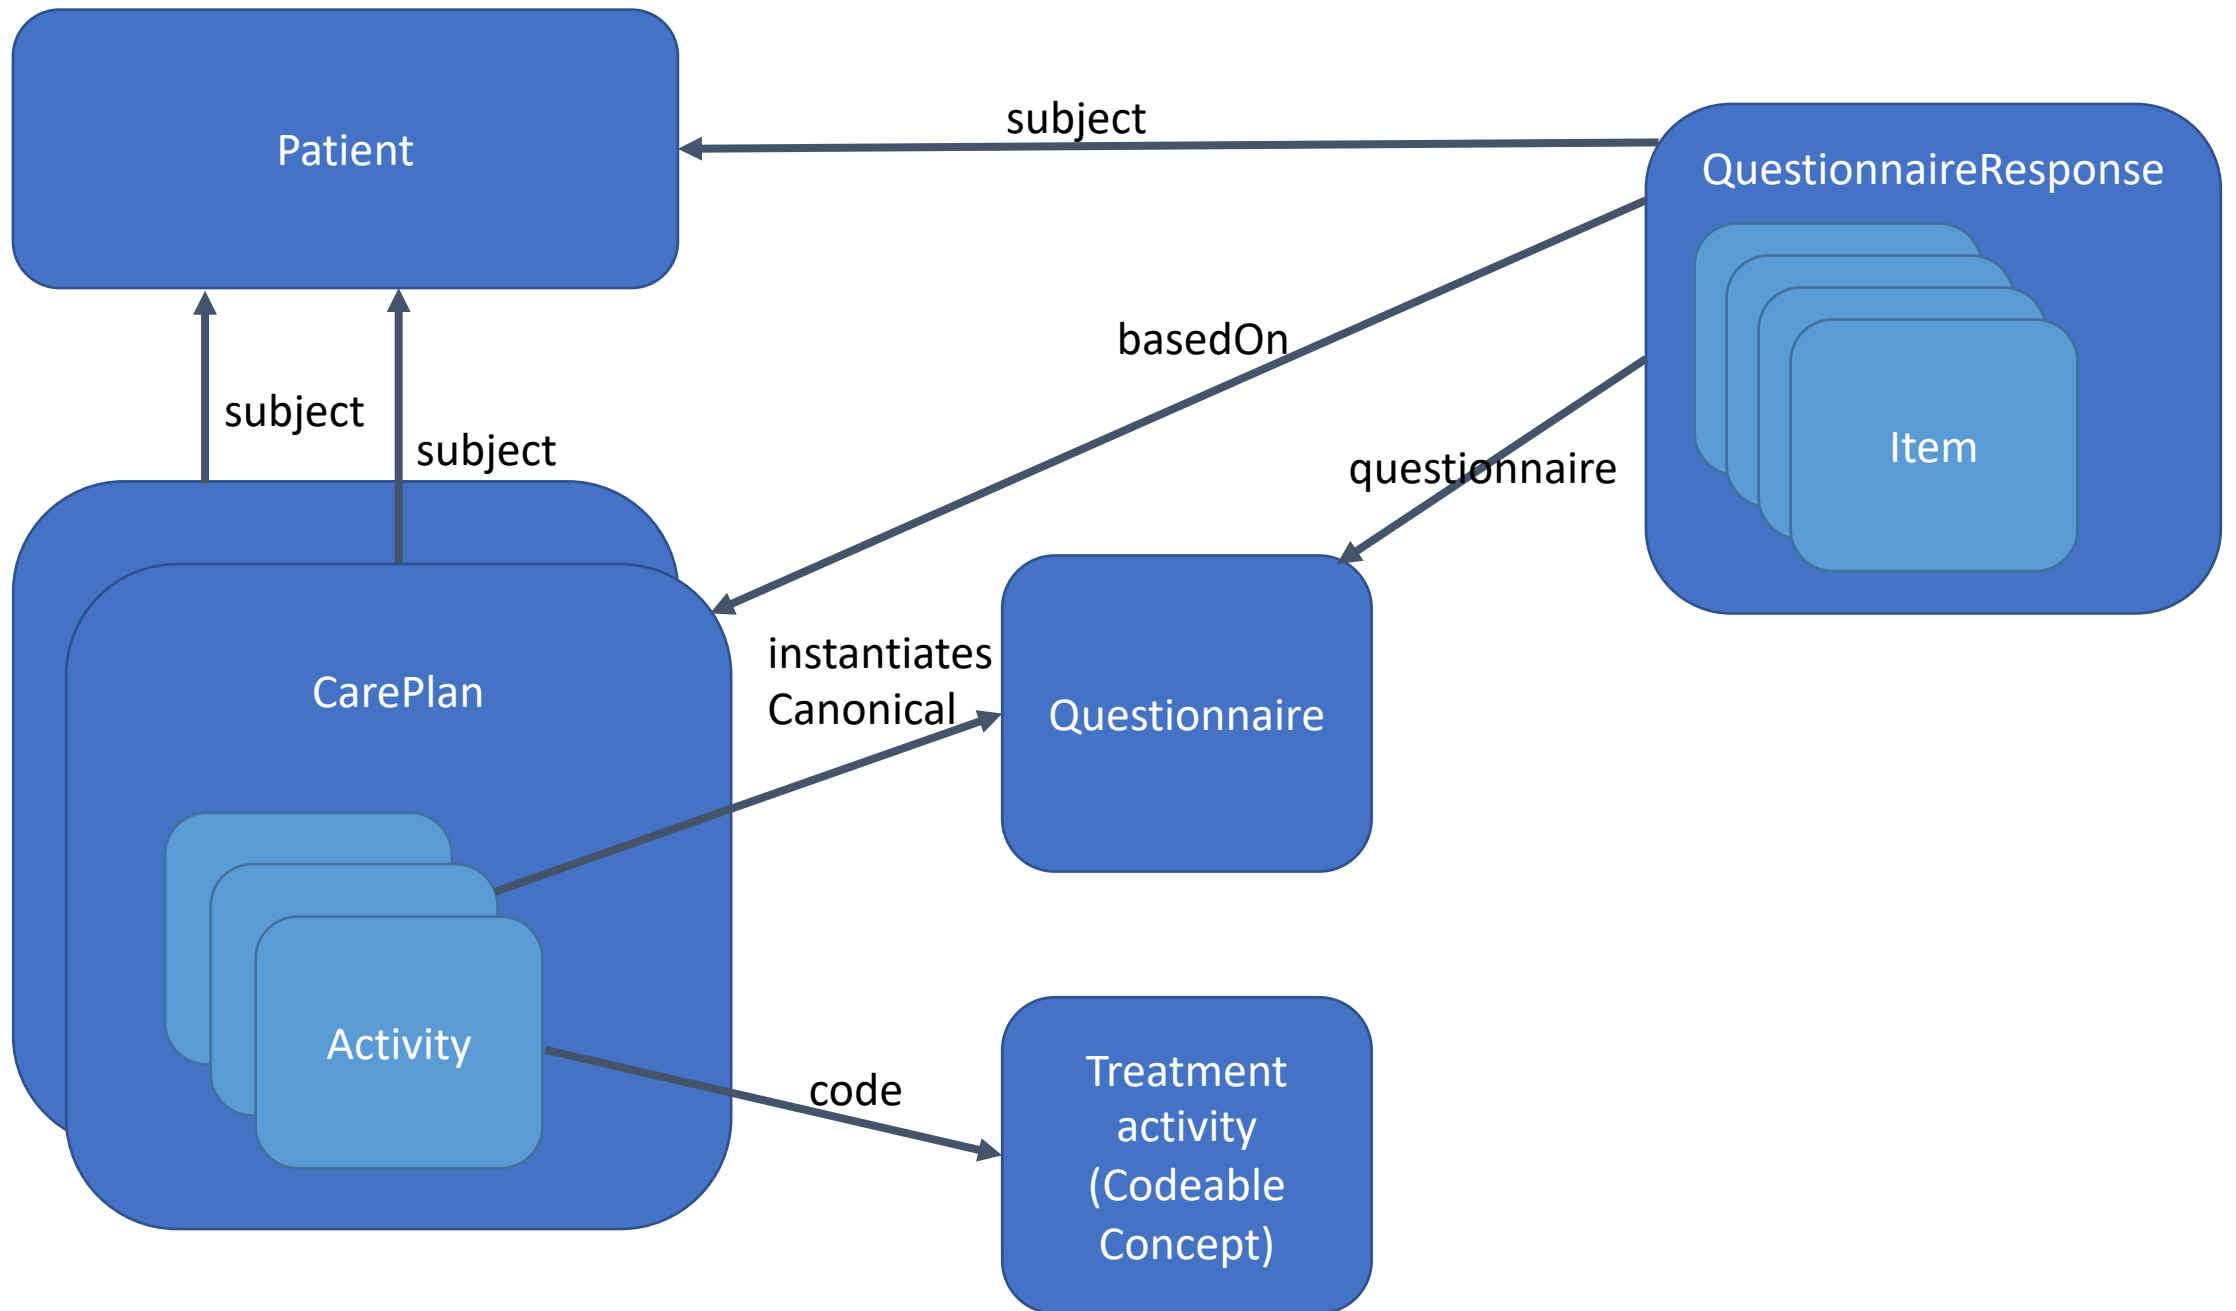 Patient
subject
QuestionnaireResponse
basedOn
subject
subject
questionnaire
Item
instantiates
Canonical
CarePlan
Questionnaire
Activity
code
Treatment
activity
(Codeable
Concept)